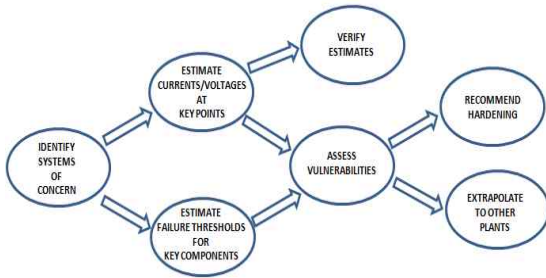 VERIFY
ESTIMATES
ESTIMATE
CURRENTS/VOLTAGES
AT
KEY POINTS
RECOMMEND
HARDENING
IDENTIFY
SYSTEMS
OF
CONCERN
ASSESS
VULNERABILITIES
ESTIMATE
FAILURE THRESHOLDS
FOR
KEY COMPONENTS
EXTRAPOLATE
TO OTHER
PLANTS